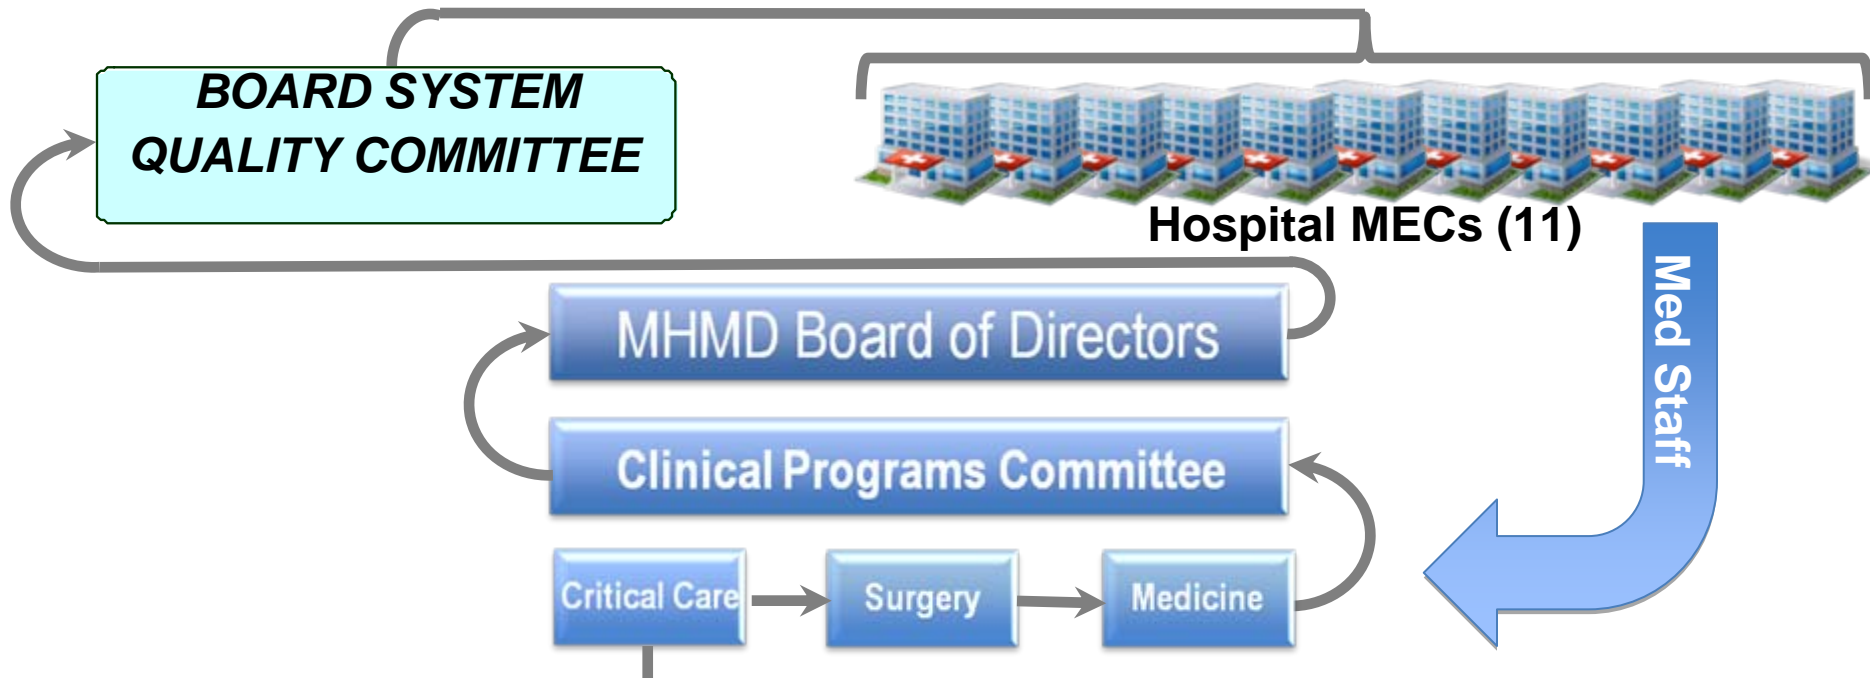 BOARD SYSTEM
QUALITY COMMITTEE
Hospital MECs (11)
Med Staff
MHMD Board of Directors
Clinical Programs Committee
Critical Care
Surgery
Medicine